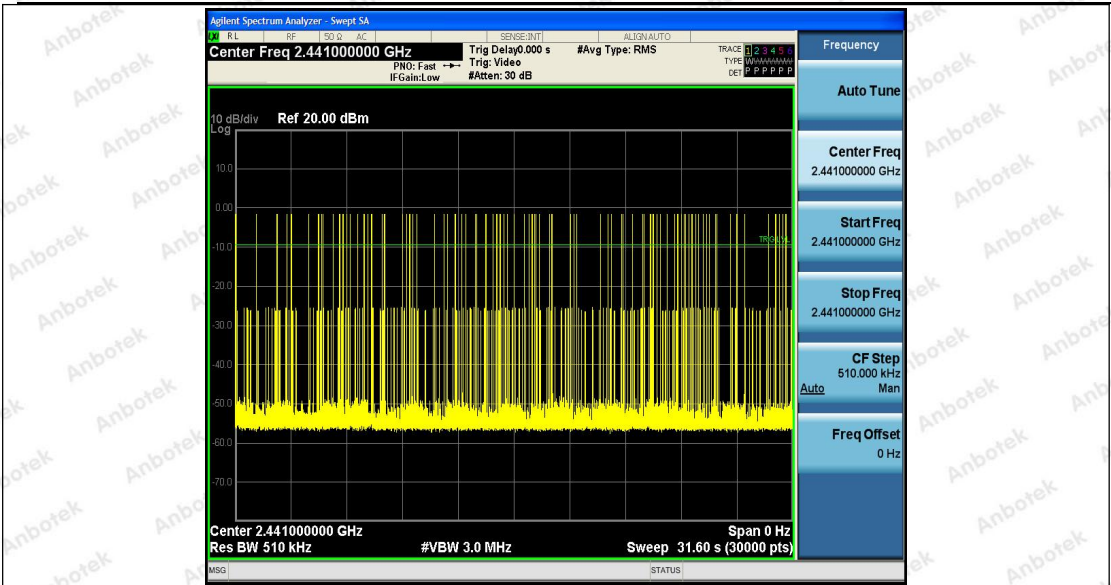 Agilent Spectrum Analyzer - Swept SA
RL RF 50 Ω AC SENSE:INT ALIGNAUTO
Center Freq 2.441000000 GHz
PNO: Fast
IFGain:Low
Trig Delay0.000 s
Trig: Video
#Atten: 30 dB
#Avg Type: RMS
TRACE 1 2 3 4 5 6
TYPE
DET P P P P P P
10 dB/div Ref 20.00 dBm
Log
10.0
0.00
TRIG LVL
-10.0
-20.0
-30.0
-40.0
-50.0
-60.0
-70.0
Center 2.441000000 GHz Span 0 Hz
Res BW 510 kHz #VBW 3.0 MHz Sweep 31.60 s (30000 pts)
MSG STATUS
Frequency
Auto Tune
Center Freq
2.441000000 GHz
Start Freq
2.441000000 GHz
Stop Freq
2.441000000 GHz
CF Step
510.000 kHz
Auto Man
Freq Offset
0 Hz
Anbotek